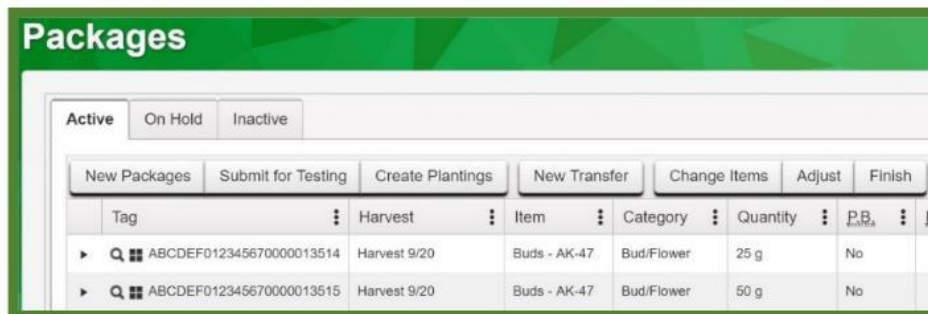 Packages
Active On Hold Inactive
New Packages Submit for Testing Create Plantings New Transfer Change Items Adjust Finish
Tag Harvest Item Category Quantity P.B.
ABCDEF012345670000013514 Harvest 9/20 Buds - AK-47 Bud/Flower 25 g No
ABCDEF012345670000013515 Harvest 9/20 Buds - AK-47 Bud/Flower 50 g No